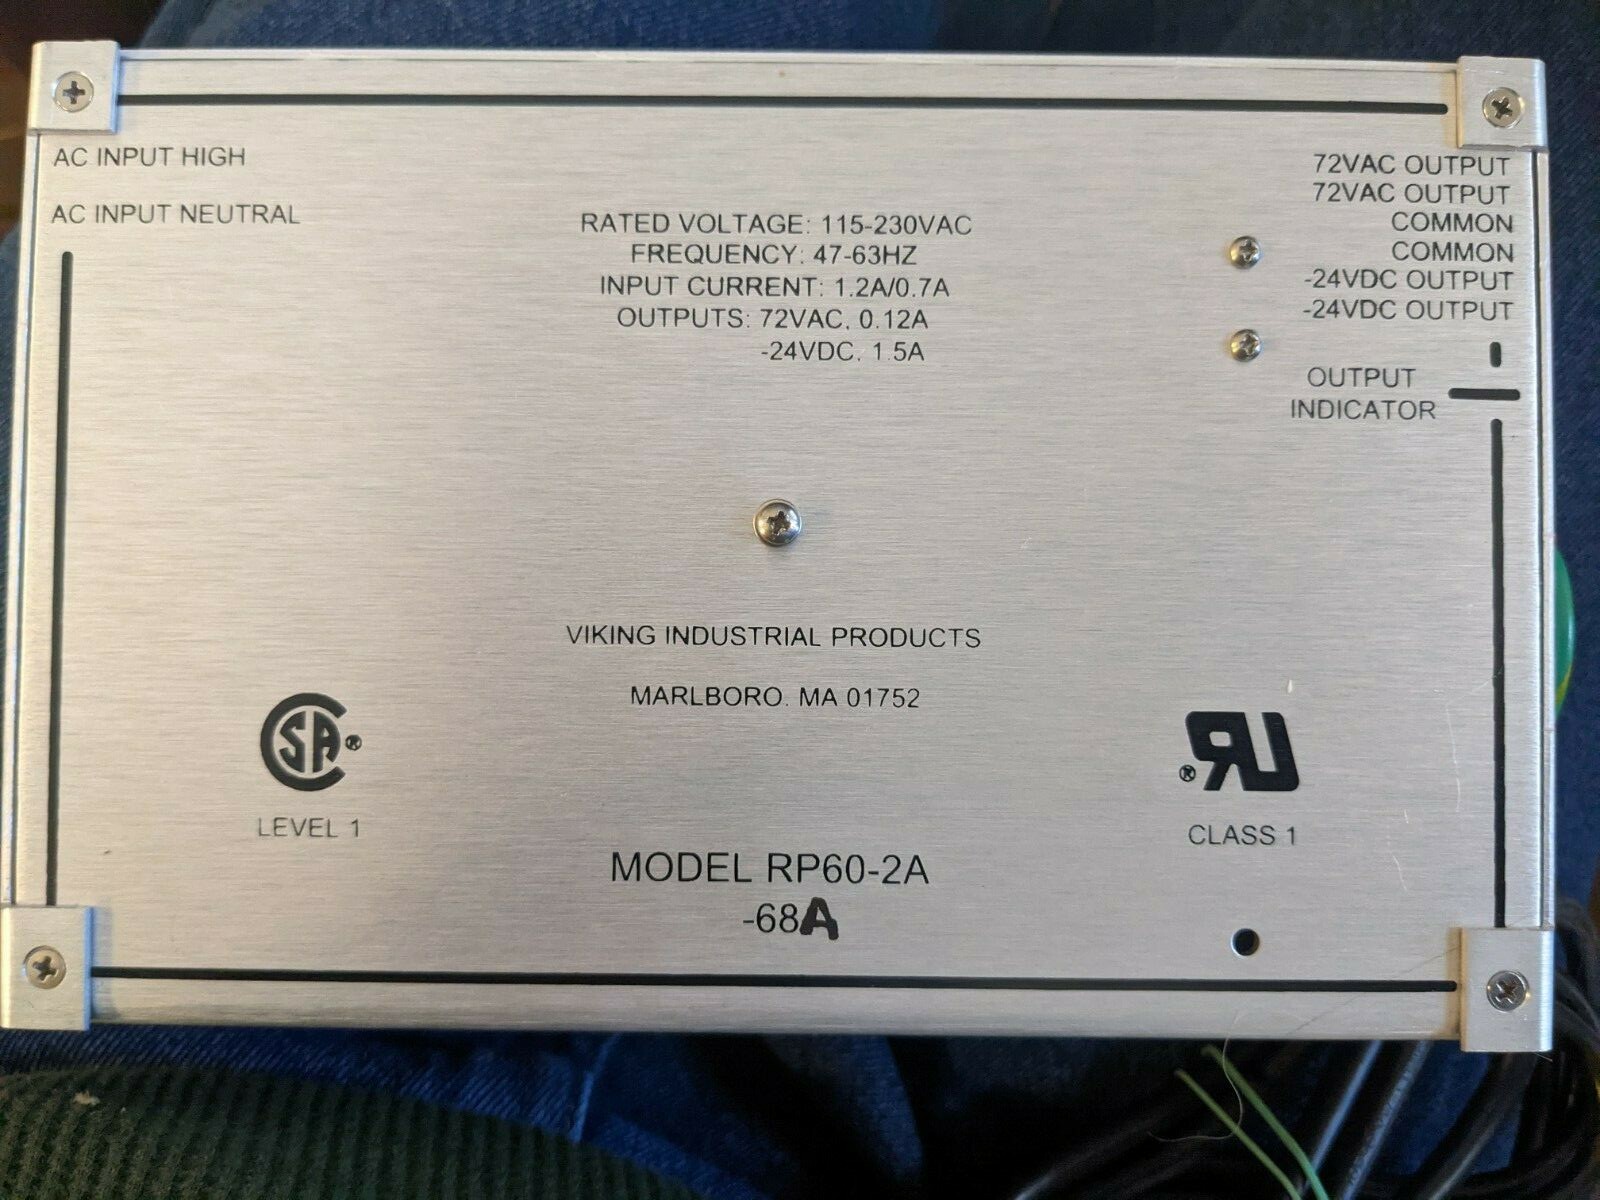 AC INPUT HIGH
AC INPUT NEUTRAL
RATED VOLTAGE: 115-230VAC
FREQUENCY: 47-63HZ
INPUT CURRENT: 1.2A/0.7A
OUTPUTS: 72VAC, 0.12A
-24VDC, 1.5A
72VAC OUTPUT
72VAC OUTPUT
COMMON
COMMON
-24VDC OUTPUT
-24VDC OUTPUT
OUTPUT
INDICATOR
VIKING INDUSTRIAL PRODUCTS
MARLBORO. MA 01752
CSA®
LEVEL 1
UR®
CLASS 1
MODEL RP60-2A
-68A